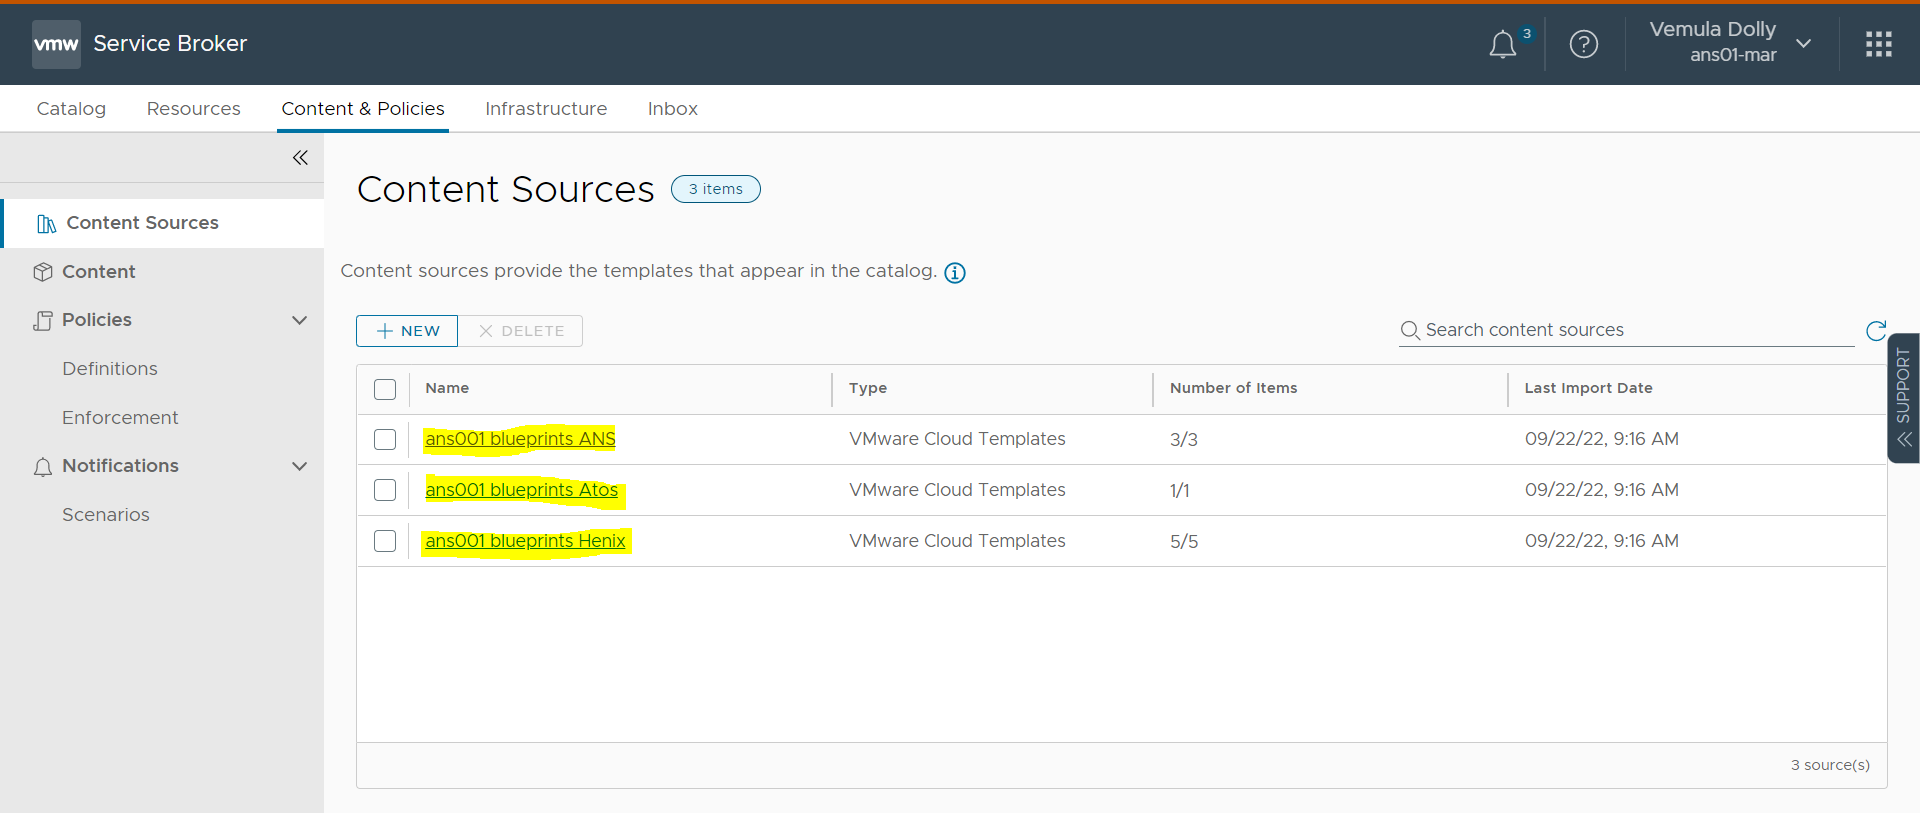 vmw Service Broker
3
Vemula Dolly
ans01-mar
Catalog Resources Content & Policies Infrastructure Inbox
Content Sources
Content
Policies
Definitions
Enforcement
Notifications
Scenarios
Content Sources 3 items
Content sources provide the templates that appear in the catalog.
NEW DELETE Search content sources
Name Type Number of Items Last Import Date
ans001 blueprints ANS VMware Cloud Templates 3/3 09/22/22, 9:16 AM
ans001 blueprints Atos VMware Cloud Templates 1/1 09/22/22, 9:16 AM
ans001 blueprints Henix VMware Cloud Templates 5/5 09/22/22, 9:16 AM
3 source(s)
SUPPORT